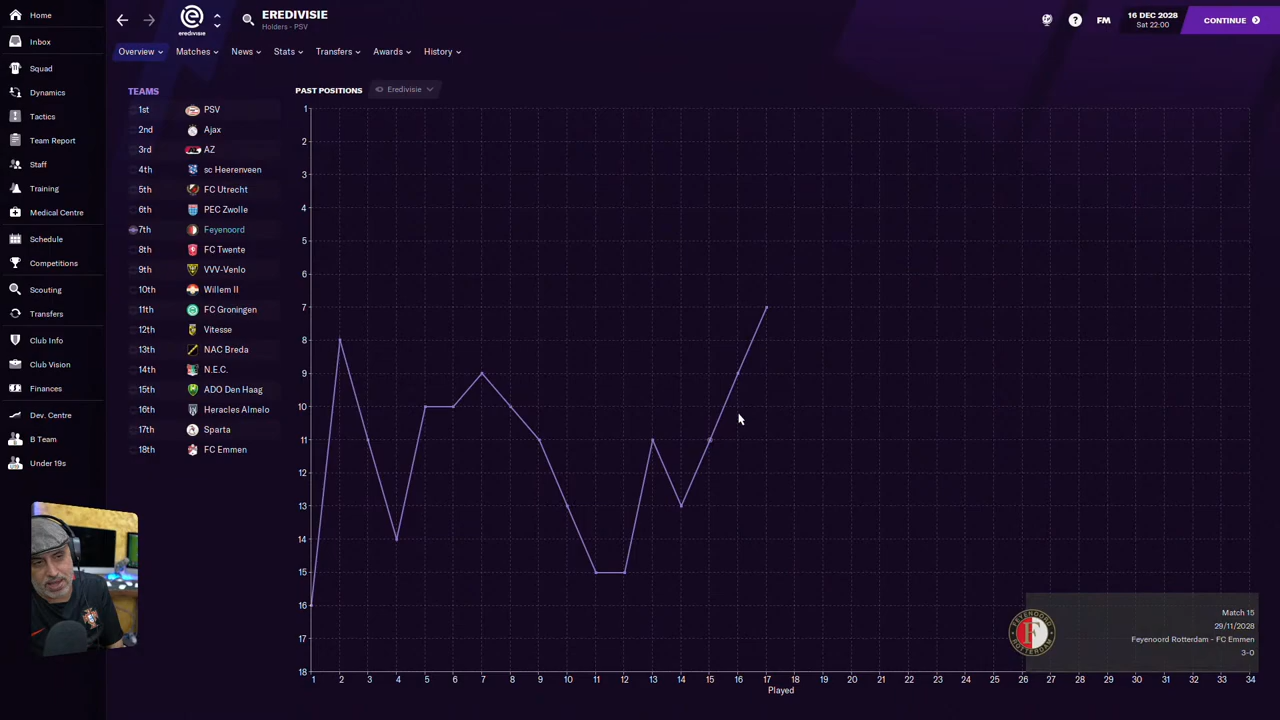 Home
Inbox
Squad
Dynamics
Tactics
Team Report
Staff
Training
Medical Centre
Schedule
Competitions
Scouting
Transfers
Club Info
Club Vision
Finances
Dev. Centre
B Team
Under 19s
eredivisie
EREDIVISIE
Holders - PSV
? FM
16 DEC 2028
Sat 22:00
CONTINUE
Overview Matches News Stats Transfers Awards History
TEAMS
1st PSV
2nd Ajax
3rd AZ
4th sc Heerenveen
5th FC Utrecht
6th PEC Zwolle
7th Feyenoord
8th FC Twente
9th VVV-Venlo
10th Willem II
11th FC Groningen
12th Vitesse
13th NAC Breda
14th N.E.C.
15th ADO Den Haag
16th Heracles Almelo
17th Sparta
18th FC Emmen
PAST POSITIONS Eredivisie
1
2
3
4
5
6
7
8
9
10
11
12
13
14
15
16
17
18
1 2 3 4 5 6 7 8 9 10 11 12 13 14 15 16 17 18 19 20 21 22 23 24 25 26 27 28 29 30 31 32 33 34
Played
FEYENOORD
ROTTERDAM
Match 15
29/11/2028
Feyenoord Rotterdam - FC Emmen
3-0